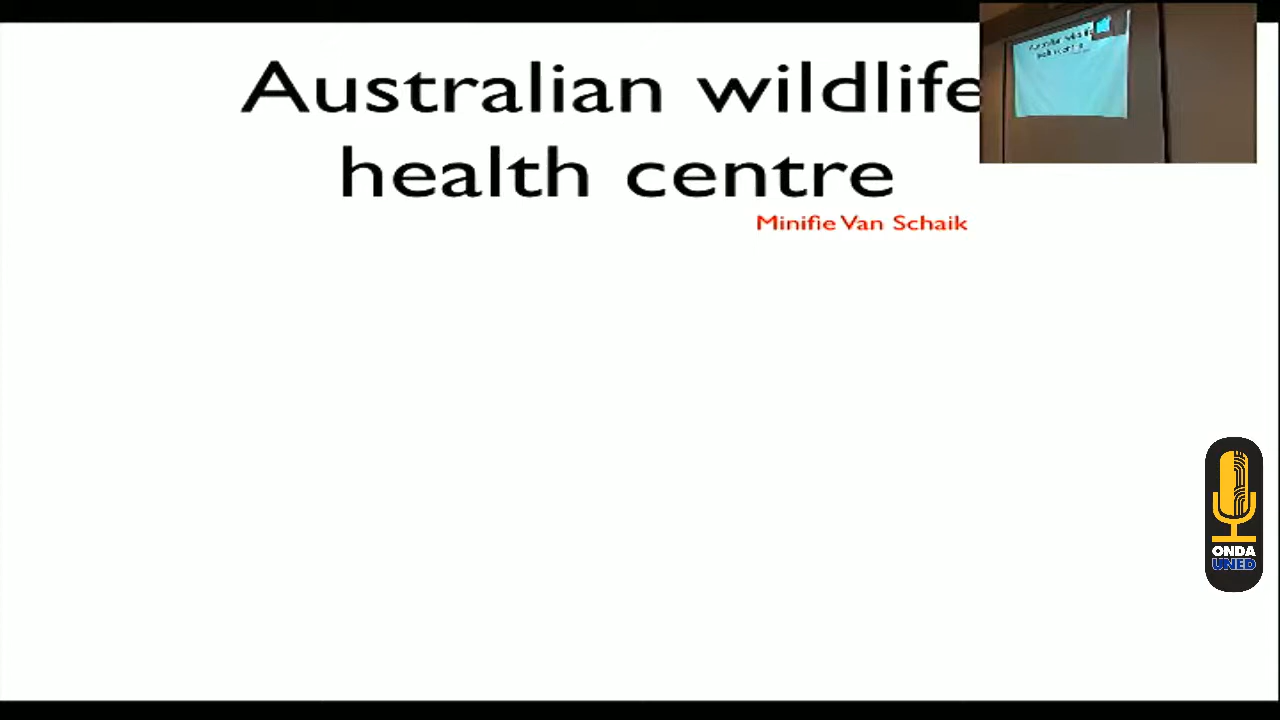 Australian wildlife
health centre
Minifie Van Schaik
ONDA
UNED